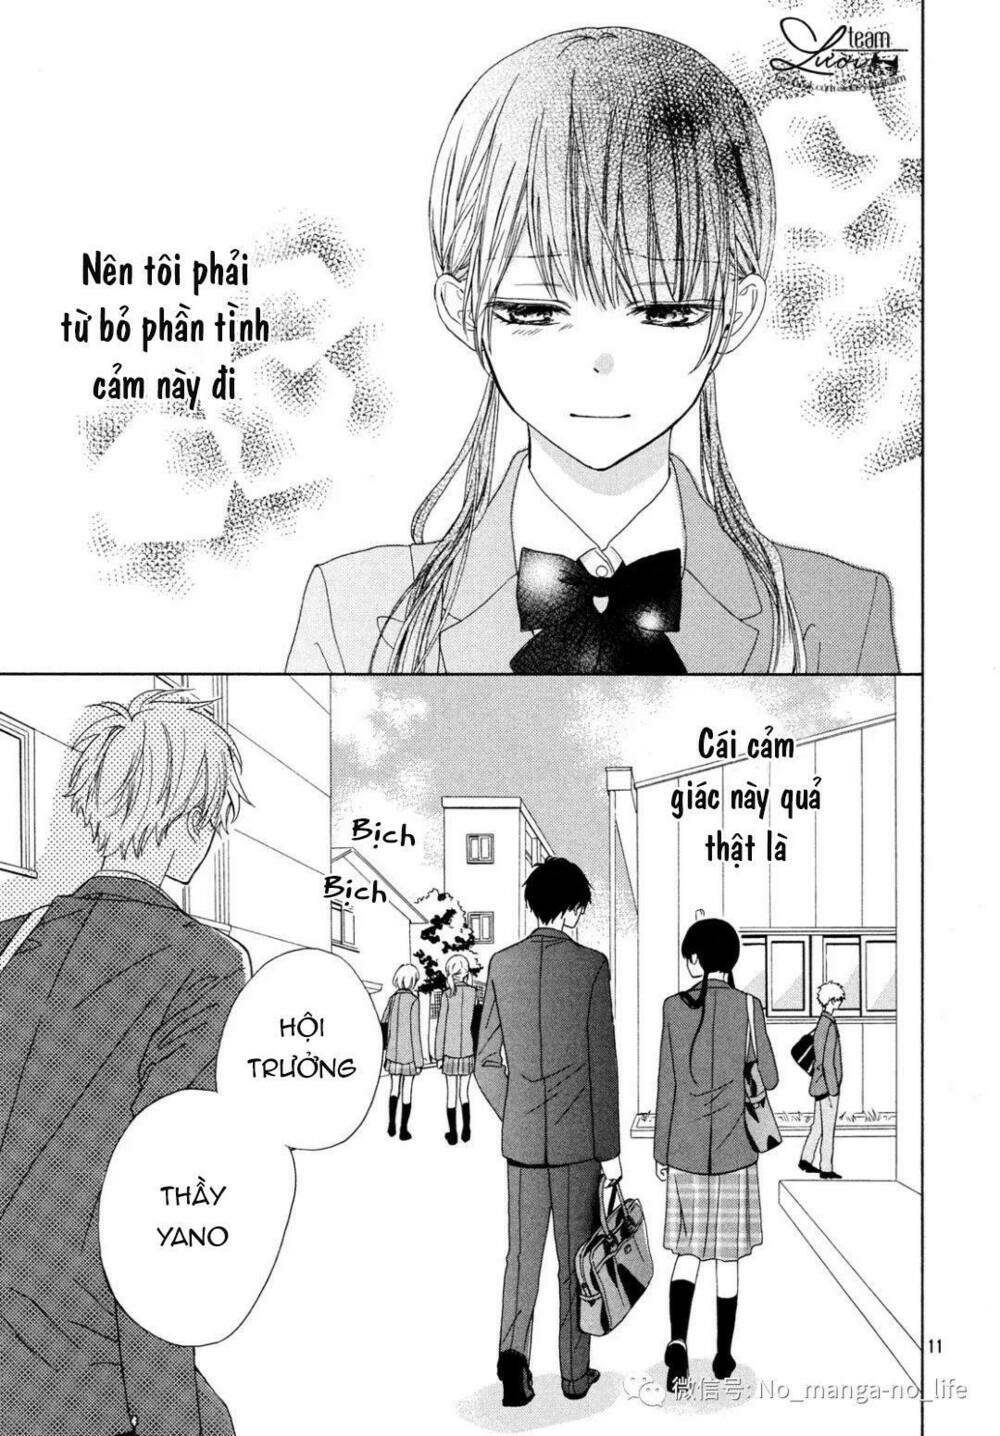 team
Lười
Nên tôi phải
từ bỏ phần tình
cảm này đi
Cái cảm
giác này quả
thật là
Bịch
Bịch
HỘI
TRƯỞNG
THẦY
YANO
11
微信号: No_manga-no_life